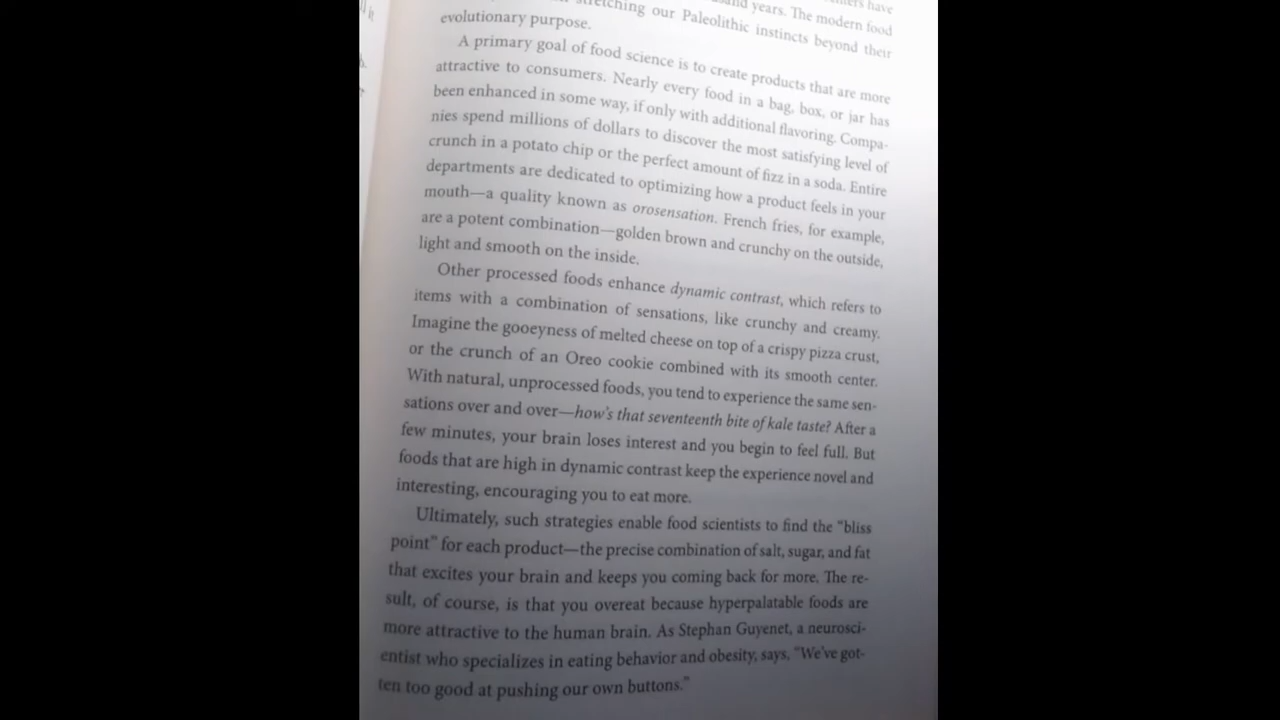 have
years. The modern food
stretching our Paleolithic instincts beyond their
evolutionary purpose.
A primary goal of food science is to create products that are more
attractive to consumers. Nearly every food in a bag, box, or jar has
been enhanced in some way, if only with additional flavoring. Compa-
nies spend millions of dollars to discover the most satisfying level of
crunch in a potato chip or the perfect amount of fizz in a soda. Entire
departments are dedicated to optimizing how a product feels in your
mouth—a quality known as orosensation. French fries, for example,
are a potent combination—golden brown and crunchy on the outside,
light and smooth on the inside.
Other processed foods enhance dynamic contrast, which refers to
items with a combination of sensations, like crunchy and creamy.
Imagine the gooeyness of melted cheese on top of a crispy pizza crust,
or the crunch of an Oreo cookie combined with its smooth center.
With natural, unprocessed foods, you tend to experience the same sen-
sations over and over—how's that seventeenth bite of kale taste? After a
few minutes, your brain loses interest and you begin to feel full. But
foods that are high in dynamic contrast keep the experience novel and
interesting, encouraging you to eat more.
Ultimately, such strategies enable food scientists to find the “bliss
point” for each product—the precise combination of salt, sugar, and fat
that excites your brain and keeps you coming back for more. The re-
sult, of course, is that you overeat because hyperpalatable foods are
more attractive to the human brain. As Stephan Guyenet, a neurosci-
entist who specializes in eating behavior and obesity, says, “We’ve got-
ten too good at pushing our own buttons.”